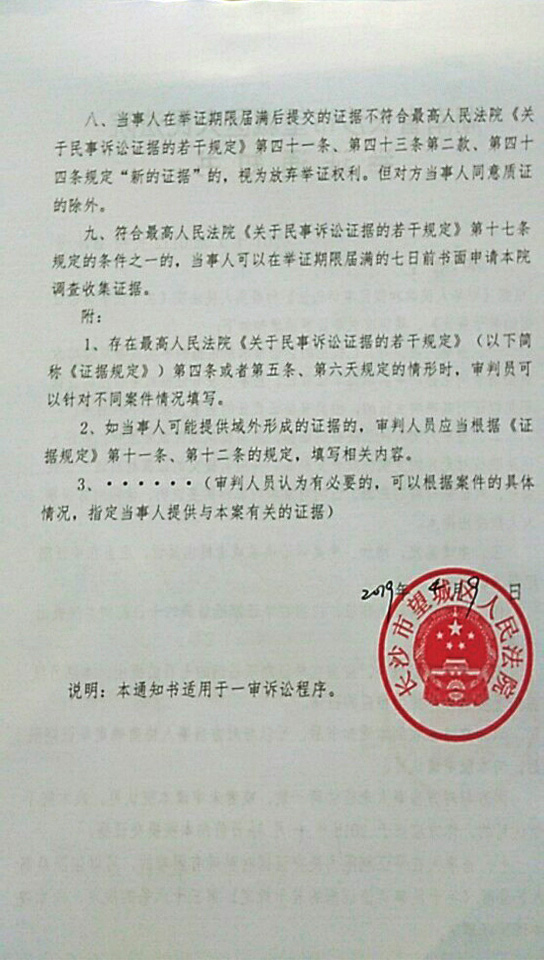 八、当事人在举证期限届满后提交的证据不符合最高人民法院《关
于民事诉讼证据的若干规定》第四十一条、第四十三条第二款、第四十
四条规定“新的证据”的，视为放弃举证权利。但对方当事人同意质证
的除外。
九、符合最高人民法院《关于民事诉讼证据的若干规定》第十七条
规定的条件之一的，当事人可以在举证期限届满的七日前书面申请本院
调查收集证据。
附：
1、存在最高人民法院《关于民事诉讼证据的若干规定》（以下简
称《证据规定》）第四条或者第五条、第六天规定的情形时，审判员可
以针对不同案件情况填写。
2、如当事人可能提供域外形成的证据的，审判人员应当根据《证
据规定》第十一条、第十二条的规定，填写相关内容。
3、······（审判人员认为有必要的，可以根据案件的具体
情况，指定当事人提供与本案有关的证据）
2019年 4月9 日
长沙市望城区人民法院
说明：本通知书适用于一审诉讼程序。